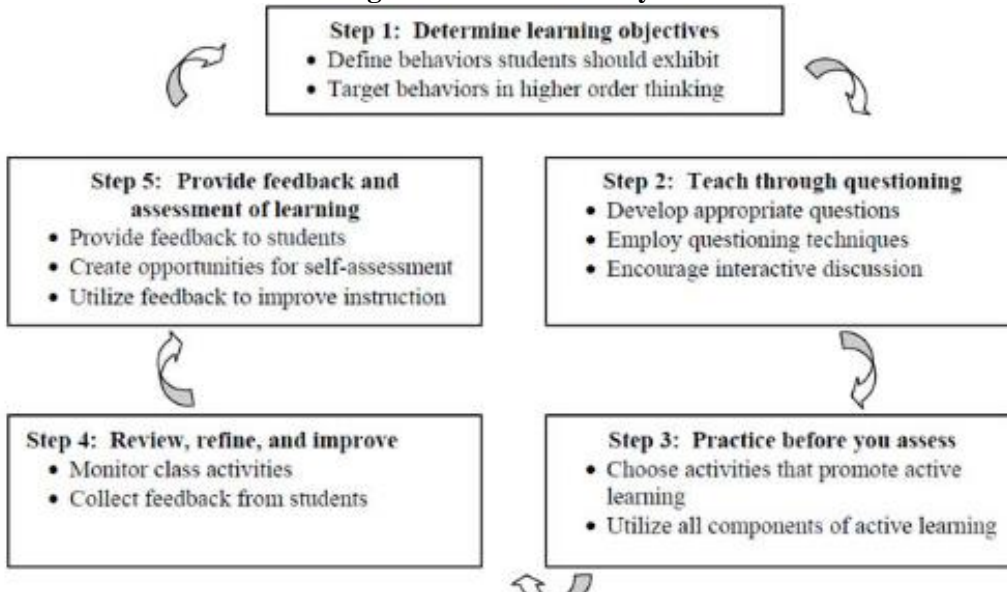 Step 1: Determine learning objectives
• Define behaviors students should exhibit
• Target behaviors in higher order thinking
Step 2: Teach through questioning
• Develop appropriate questions
• Employ questioning techniques
• Encourage interactive discussion
Step 3: Practice before you assess
• Choose activities that promote active
learning
• Utilize all components of active learning
Step 4: Review, refine, and improve
• Monitor class activities
• Collect feedback from students
Step 5: Provide feedback and
assessment of learning
• Provide feedback to students
• Create opportunities for self-assessment
• Utilize feedback to improve instruction